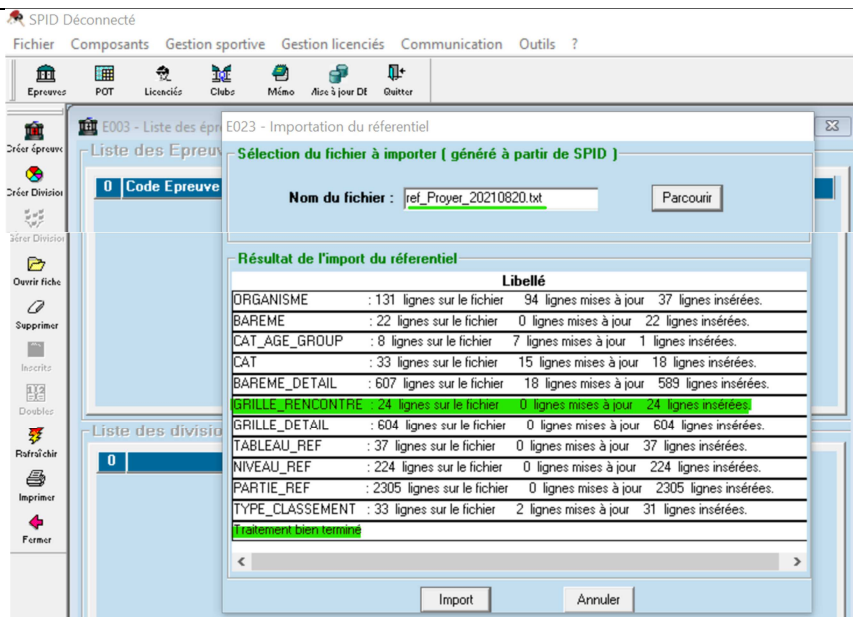 SPID Déconnecté
Fichier Composants Gestion sportive Gestion licenciés Communication Outils ?
Epreuves POT Licenciés Clubs Mémo Mise à jour DE Quitter
E003 - Liste des épr
E023 - Importation du réferentiel
Créer épreuve
Liste des Epreuv
Sélection du fichier à importer ( généré à partir de SPID )
0 Code Epreuve
Nom du fichier : ref_Proyer_20210820.txt Parcourir
Créer Division
Gérer Division
Résultat de l'import du réferentiel
Ouvrir fiche
Libellé
ORGANISME : 131 lignes sur le fichier 94 lignes mises à jour 37 lignes insérées.
BAREME : 22 lignes sur le fichier 0 lignes mises à jour 22 lignes insérées.
Supprimer
CAT_AGE_GROUP : 8 lignes sur le fichier 7 lignes mises à jour 1 lignes insérées.
CAT : 33 lignes sur le fichier 15 lignes mises à jour 18 lignes insérées.
Inscrits
BAREME_DETAIL : 607 lignes sur le fichier 18 lignes mises à jour 589 lignes insérées.
GRILLE_RENCONTRE : 24 lignes sur le fichier 0 lignes mises à jour 24 lignes insérées.
Doubles
GRILLE_DETAIL : 604 lignes sur le fichier 0 lignes mises à jour 604 lignes insérées.
Liste des divisio
TABLEAU_REF : 37 lignes sur le fichier 0 lignes mises à jour 37 lignes insérées.
Rafraîchir
0
NIVEAU_REF : 224 lignes sur le fichier 0 lignes mises à jour 224 lignes insérées.
PARTIE_REF : 2305 lignes sur le fichier 0 lignes mises à jour 2305 lignes insérées.
Imprimer
TYPE_CLASSEMENT : 33 lignes sur le fichier 2 lignes mises à jour 31 lignes insérées.
Traitement bien terminé
Fermer
Import Annuler